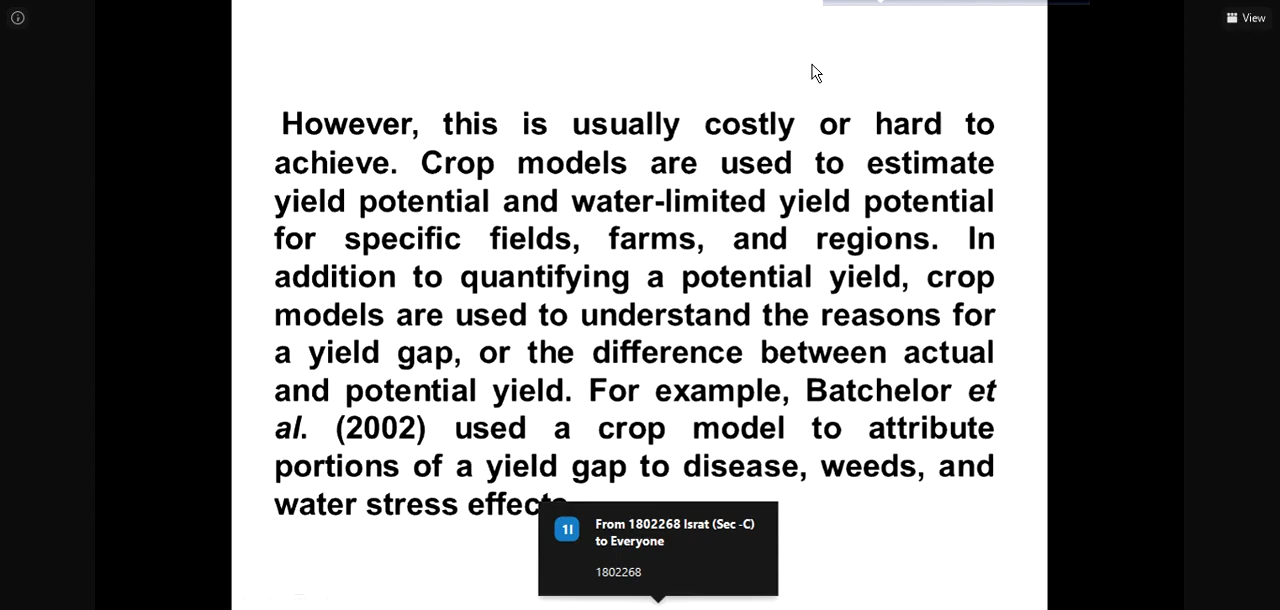 View
However, this is usually costly or hard to
achieve. Crop models are used to estimate
yield potential and water-limited yield potential
for specific fields, farms, and regions. In
addition to quantifying a potential yield, crop
models are used to understand the reasons for
a yield gap, or the difference between actual
and potential yield. For example, Batchelor et
al. (2002) used a crop model to attribute
portions of a yield gap to disease, weeds, and
water stress effects
1I
From 1802268 Israt (Sec -C)
to Everyone
1802268